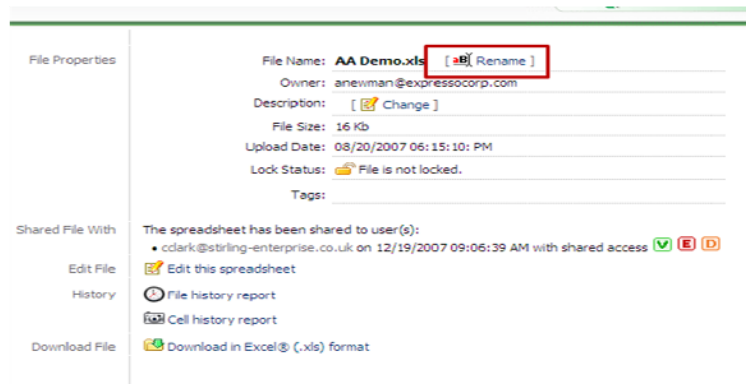 File Properties File Name: AA Demo.xls [ aB Rename ]
Owner: anewman@expressocorp.com
Description: [ Change ]
File Size: 16 Kb
Upload Date: 08/20/2007 06:15:10: PM
Lock Status: File is not locked.
Tags:
Shared File With The spreadsheet has been shared to user(s):
• cclark@stirling-enterprise.co.uk on 12/19/2007 09:06:39 AM with shared access V E D
Edit File Edit this spreadsheet
History File history report
Cell history report
Download File Download in Excel® (.xls) format